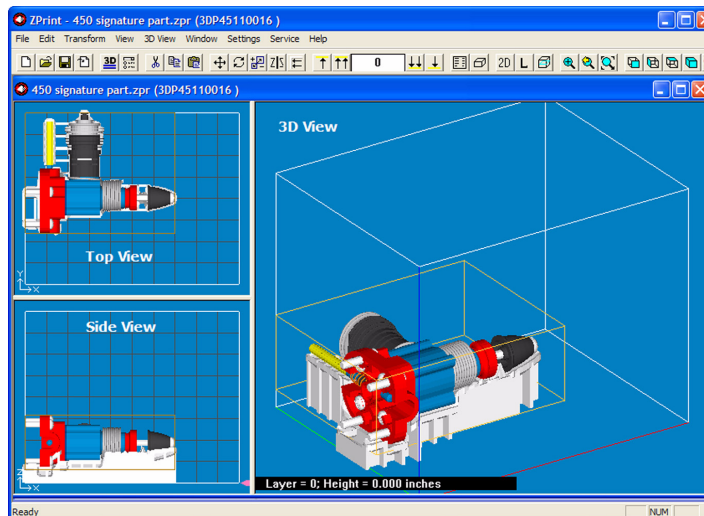 ZPrint - 450 signature part.zpr (3DP45110016 )
File Edit Transform View 3D View Window Settings Service Help
3D Z|S 0 2D L
450 signature part.zpr (3DP45110016 )
Top View
Y
X
3D View
Side View
Z
X
Layer = 0; Height = 0.000 inches
Ready NUM